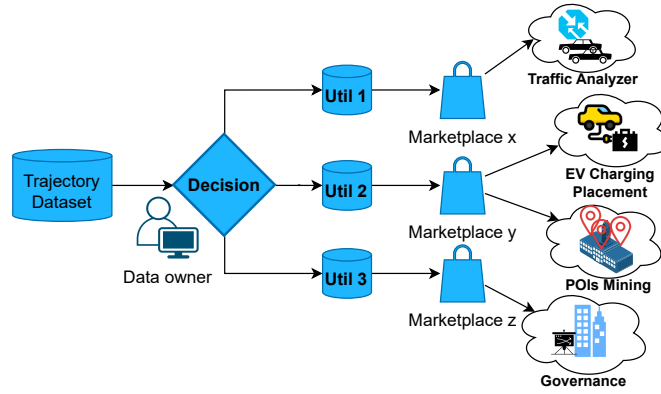 Traffic Analyzer
Util 1
Marketplace x
EV Charging
Placement
Trajectory
Dataset
Decision
Util 2
Marketplace y
Data owner
POIs Mining
Util 3
Marketplace z
Governance